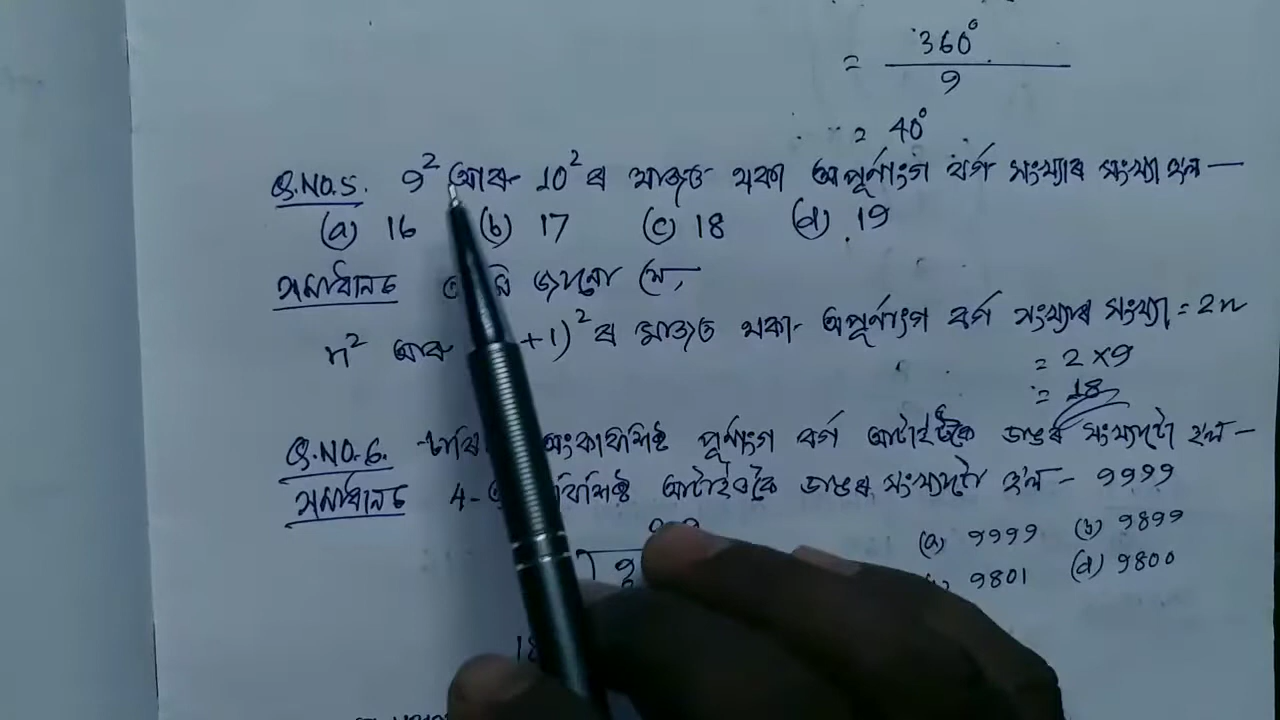 = 360°
9
= 40°
Q.NO.5. 9² আৰু 10² ৰ মাজত থকা অপূৰ্ণাংগ বৰ্গ সংখ্যাৰ সংখ্যা হল —
(a) 16 (b) 17 (c) 18 (d) 19
সমাধানঃ জানো যে,
n² আৰু +1)² ৰ মাজত থকা অপূৰ্ণাংগ বৰ্গ সংখ্যাৰ সংখ্যা = 2n
= 2 × 9
= 18
Q.NO.6. পূৰ্ণাংগ বৰ্গ আটাইতকৈ ডাঙৰ সংখ্যাটো হল —
সমাধানঃ 4- আটাইতকৈ ডাঙৰ সংখ্যাটো হল — 9999
(a) 9999 (b) 9899
9801 (d) 9800
18